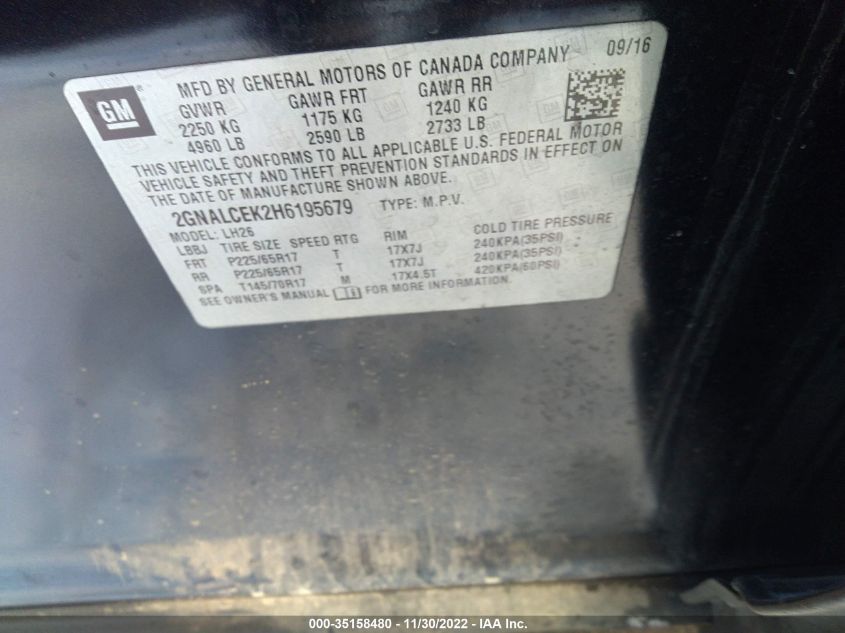 GM
MFD BY GENERAL MOTORS OF CANADA COMPANY 09/16
GVWR GAWR FRT GAWR RR
2250 KG 1175 KG 1240 KG
4960 LB 2590 LB 2733 LB
THIS VEHICLE CONFORMS TO ALL APPLICABLE U.S. FEDERAL MOTOR
VEHICLE SAFETY AND THEFT PREVENTION STANDARDS IN EFFECT ON
THE DATE OF MANUFACTURE SHOWN ABOVE.
2GNALCEK2H6195679 TYPE: M.P.V.
MODEL: LH26
LBBJ TIRE SIZE SPEED RTG RIM COLD TIRE PRESSURE
FRT P225/65R17 T 17X7J 240KPA(35PSI)
RR P225/65R17 T 17X7J 240KPA(35PSI)
SPA T145/70R17 M 17X4.5T 420KPA(60PSI)
SEE OWNER'S MANUAL FOR MORE INFORMATION.
000-35158480 - 11/30/2022 - IAA Inc.